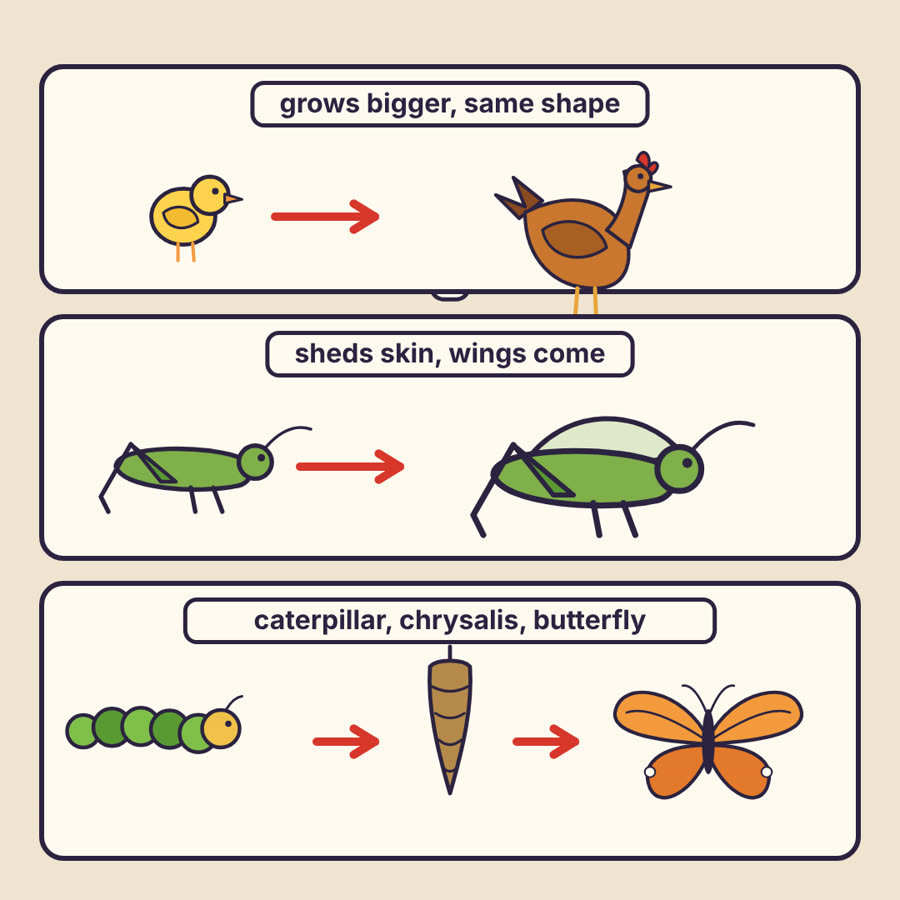 grows bigger, same shape
sheds skin, wings come
caterpillar, chrysalis, butterfly